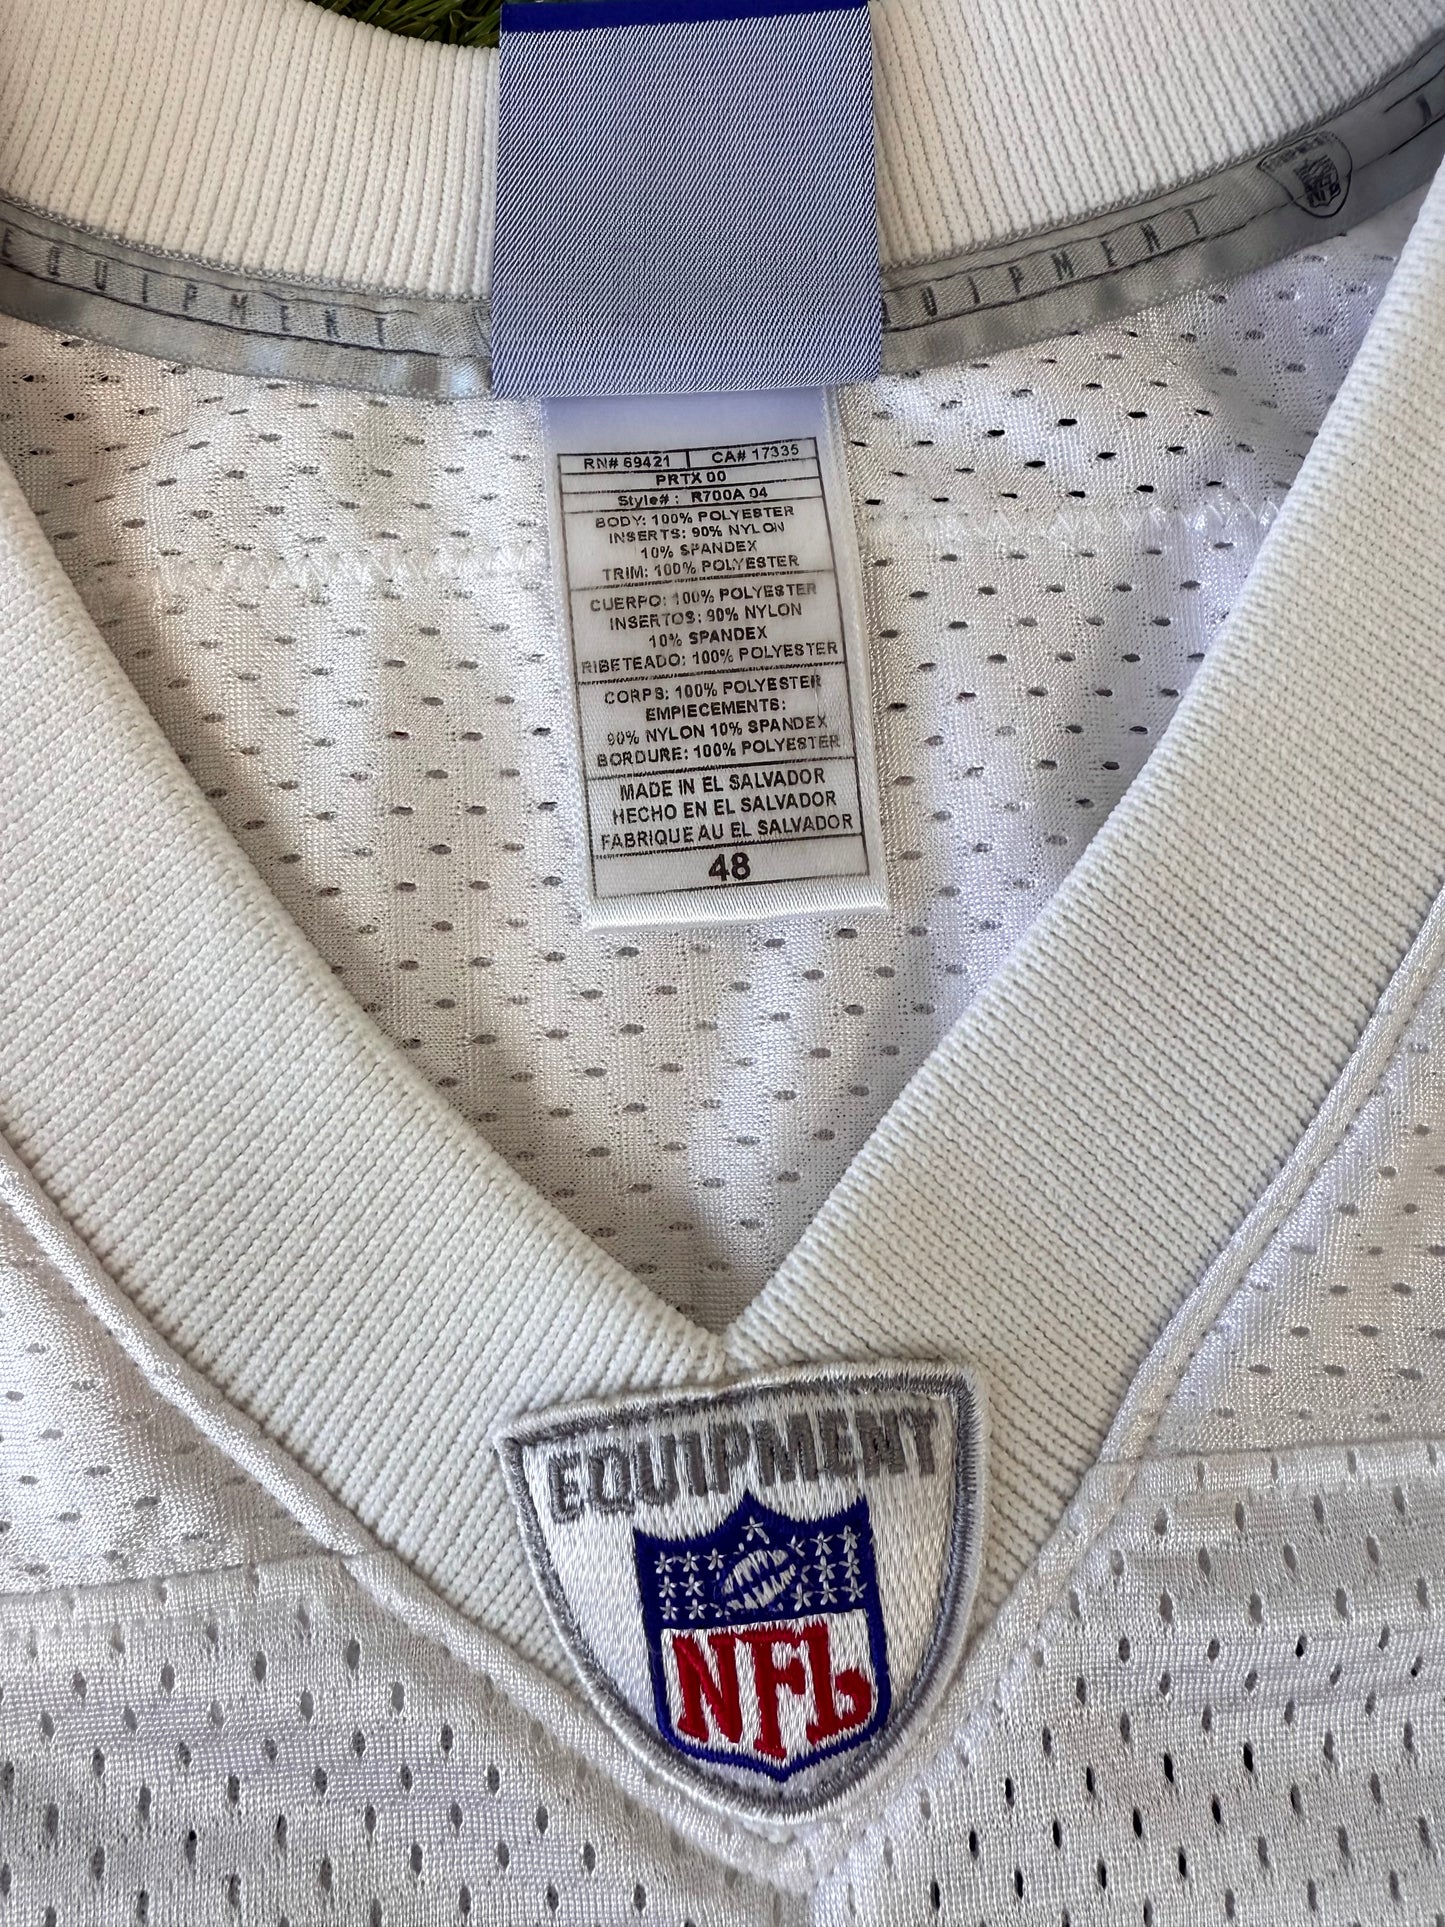 EQUIPMENT
EQUIPMENT
RN# 69421 CA# 17335
PRTX 00
Style# : R700A 04
BODY: 100% POLYESTER
INSERTS: 90% NYLON
10% SPANDEX
TRIM: 100% POLYESTER
CUERPO: 100% POLYESTER
INSERTOS: 90% NYLON
10% SPANDEX
RIBETEADO: 100% POLYESTER
CORPS: 100% POLYESTER
EMPIECEMENTS:
90% NYLON 10% SPANDEX
BORDURE: 100% POLYESTER
MADE IN EL SALVADOR
HECHO EN EL SALVADOR
FABRIQUE AU EL SALVADOR
48
EQUIPMENT
NFL